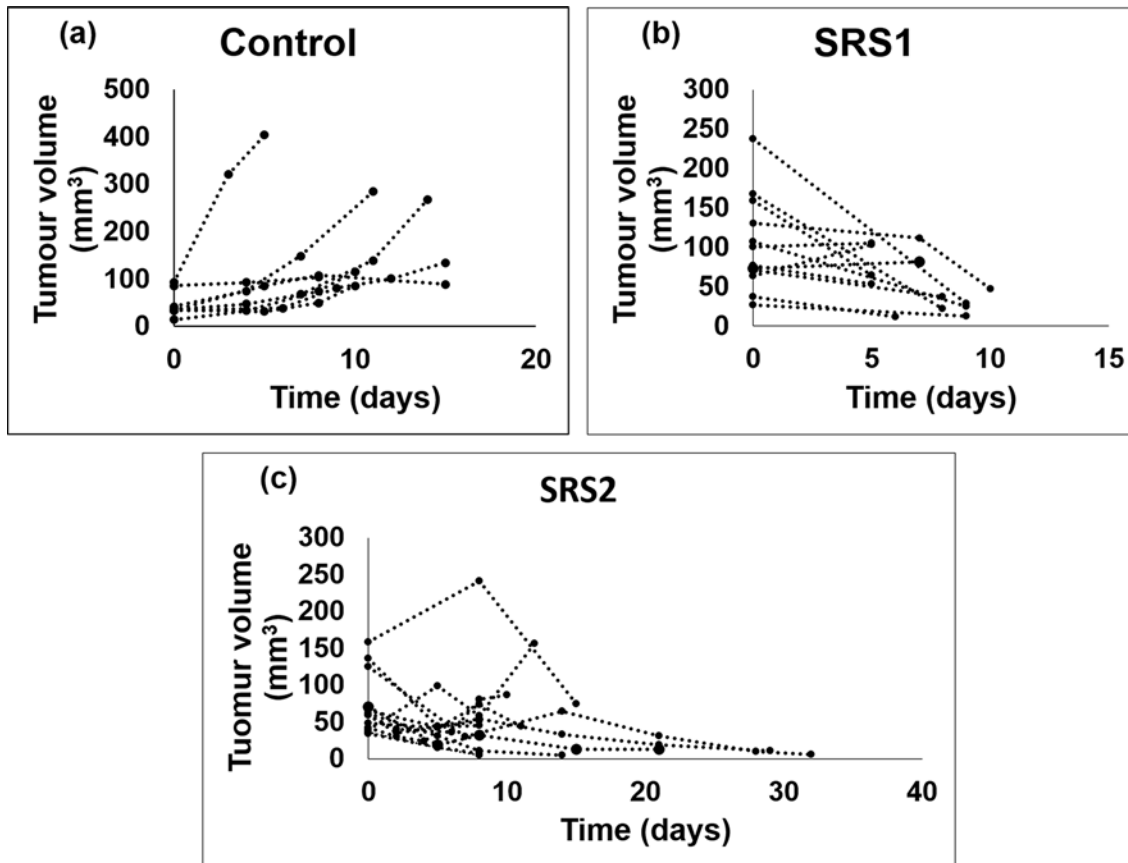 (a)
Control
Tumour volume
(mm³)
500
400
300
200
100
0
0 10 20
Time (days)
(b)
SRS1
Tumour volume
(mm³)
300
250
200
150
100
50
0
0 5 10 15
Time (days)
(c)
SRS2
Tuomur volume
(mm³)
300
250
200
150
100
50
0
0 10 20 30 40
Time (days)